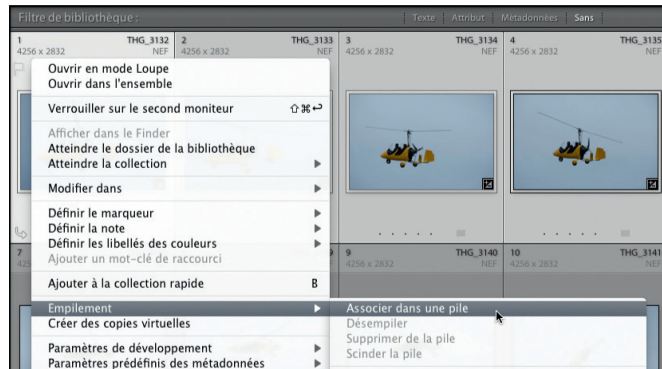 Filtre de bibliothèque : Texte Attribut Métadonnées Sans
1 THG_3132 2 THG_3133 3 THG_3134 4 THG_3135
4256 x 2832 NEF 4256 x 2832 NEF 4256 x 2832 NEF 4256 x 2832 NEF
Ouvrir en mode Loupe
Ouvrir dans l'ensemble
Verrouiller sur le second moniteur ⇧⌘↩
Afficher dans le Finder
Atteindre le dossier de la bibliothèque
Atteindre la collection
Modifier dans
Définir le marqueur
Définir la note
Définir les libellés des couleurs
Ajouter un mot-clé de raccourci
7 9 THG_3140 10 THG_3141
4256 x 2832 NEF 4256 x 2832 NEF
Ajouter à la collection rapide B
Empilement Associer dans une pile
Créer des copies virtuelles Désempiler
Supprimer de la pile
Paramètres de développement Scinder la pile
Paramètres prédéfinis des métadonnées